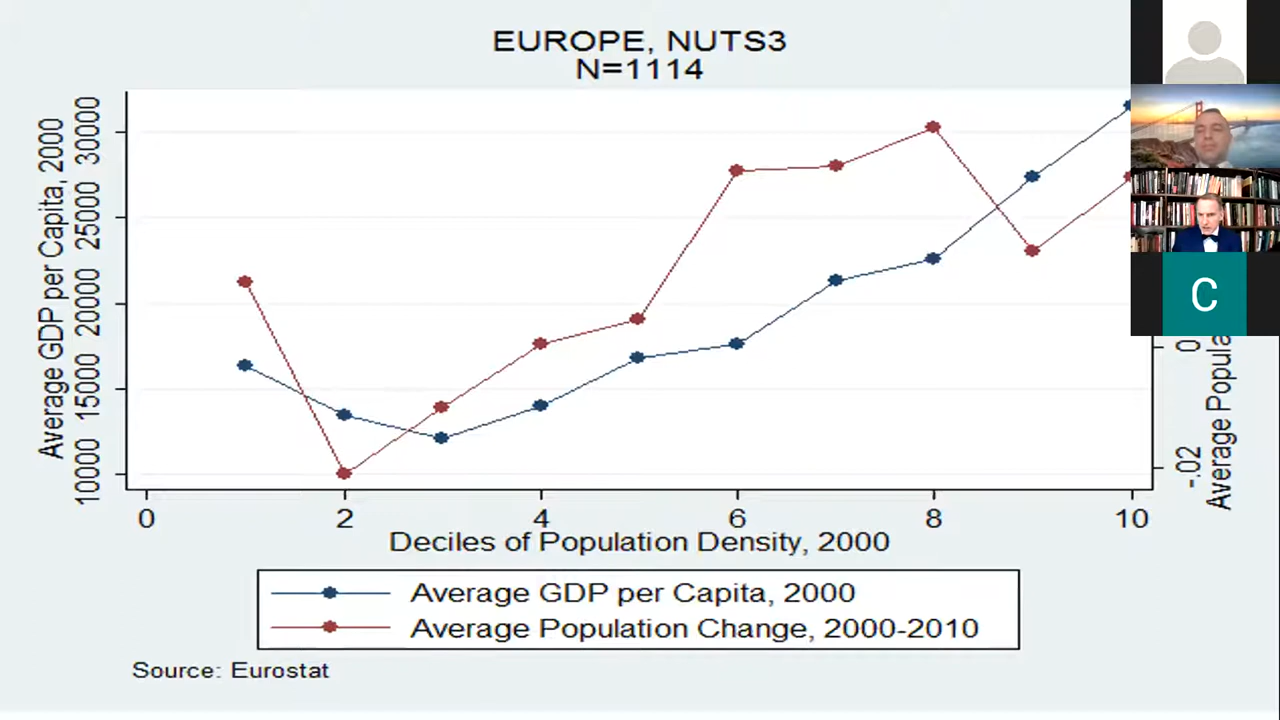 EUROPE, NUTS3
N=1114
Average GDP per Capita, 2000
30000
25000
20000
15000
10000
0
-.02
Average Popula
0 2 4 6 8 10
Deciles of Population Density, 2000
Average GDP per Capita, 2000
Average Population Change, 2000-2010
Source: Eurostat
C